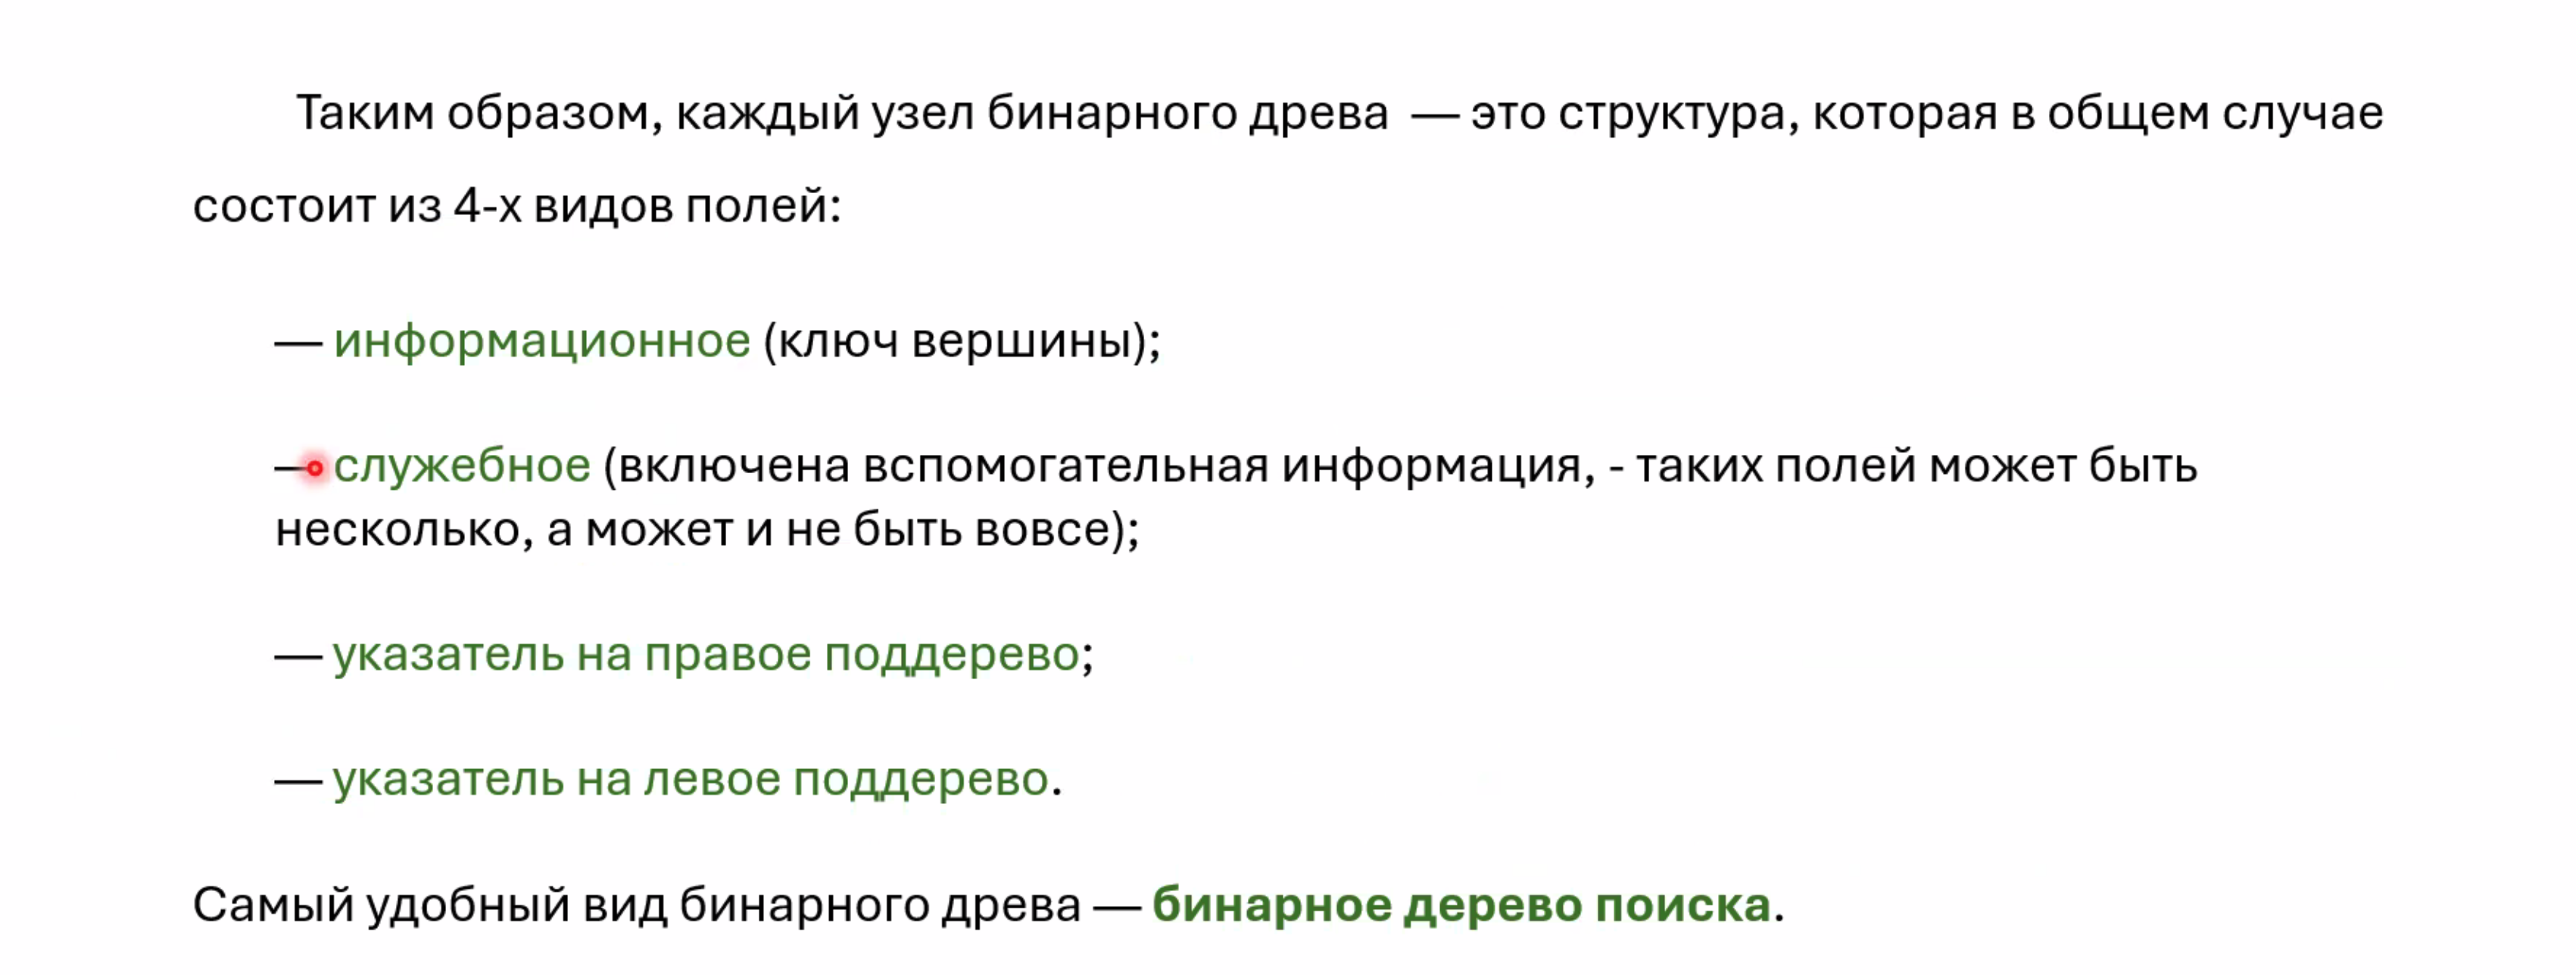 Таким образом, каждый узел бинарного древа — это структура, которая в общем случае
состоит из 4-х видов полей:
— информационное (ключ вершины);
— служебное (включена вспомогательная информация, - таких полей может быть
несколько, а может и не быть вовсе);
— указатель на правое поддерево;
— указатель на левое поддерево.
Самый удобный вид бинарного древа — бинарное дерево поиска.